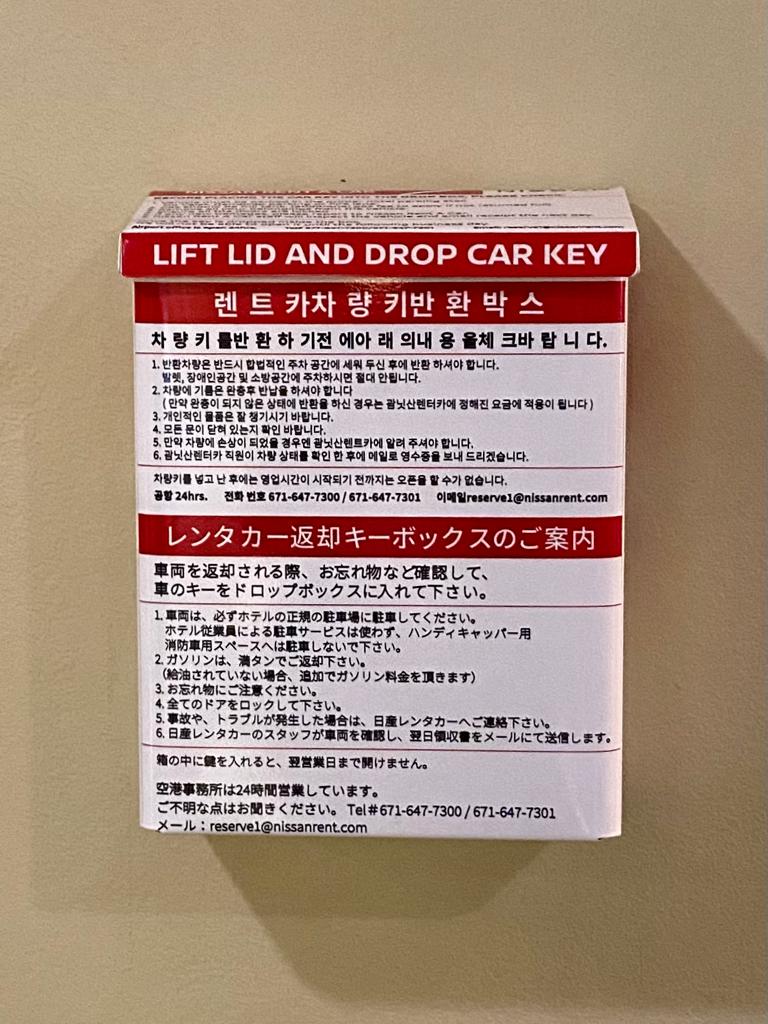 LIFT LID AND DROP CAR KEY
렌 트 카차 량 키반 환 박 스
차 량 키 를반 환 하 기전 에아 래 의내 용 을체 크바 랍 니 다.
1. 반환차량은 반드시 합법적인 주차 공간에 세워 두신 후에 반환 하셔야 합니다.
발렛, 장애인공간 및 소방공간에 주차하시면 절대 안됩니다.
2. 차량에 기름은 완충후 반납을 하셔야 합니다
( 만약 완충이 되지 않은 상태에 반환을 하신 경우는 괌닛산렌터카에 정해진 요금에 적용이 됩니다 )
3. 개인적인 물품은 잘 챙기시기 바랍니다.
4. 모든 문이 닫혀 있는지 확인 바랍니다.
5. 만약 차량에 손상이 되었을 경우엔 괌닛산렌트카에 알려 주셔야 합니다.
6. 괌닛산렌터카 직원이 차량 상태를 확인 한 후에 메일로 영수증을 보내 드리겠습니다.
차량키를 넣고 난 후에는 영업시간이 시작되기 전까지는 오픈을 할 수가 없습니다.
공항 24hrs. 전화 번호 671-647-7300 / 671-647-7301 이메일reserve1@nissanrent.com
レンタカー返却キーボックスのご案内
車両を返却される際、お忘れ物など確認して、
車のキーをドロップボックスに入れて下さい。
1. 車両は、必ずホテルの正規の駐車場に駐車してください。
ホテル従業員による駐車サービスは使わず、ハンディキャッパー用
消防車用スペースへは駐車しないで下さい。
2. ガソリンは、満タンでご返却下さい。
（給油されていない場合、追加でガソリン料金を頂きます）
3. お忘れ物にご注意ください。
4. 全てのドアをロックして下さい。
5. 事故や、トラブルが発生した場合は、日産レンタカーへご連絡下さい。
6. 日産レンタカーのスタッフが車両を確認し、翌日領収書をメールにて送信します。
箱の中に鍵を入れると、翌営業日まで開けません。
空港事務所は24時間営業しています。
ご不明な点はお聞きください。 Tel＃671-647-7300 / 671-647-7301
メール：reserve1@nissanrent.com